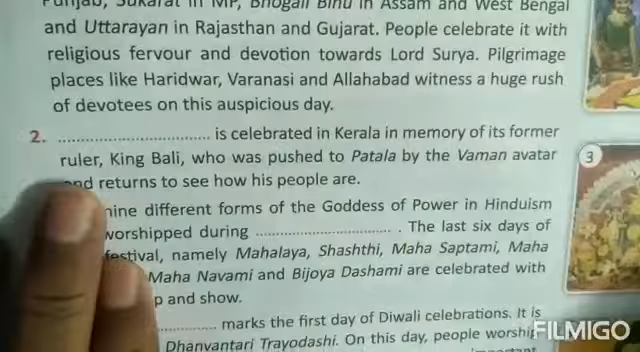 Punjab, Sukarat in MP, Bhogali Bihu in Assam and West Bengal
and Uttarayan in Rajasthan and Gujarat. People celebrate it with
religious fervour and devotion towards Lord Surya. Pilgrimage
places like Haridwar, Varanasi and Allahabad witness a huge rush
of devotees on this auspicious day.
2. .................................. is celebrated in Kerala in memory of its former
ruler, King Bali, who was pushed to Patala by the Vaman avatar
and returns to see how his people are.
3
nine different forms of the Goddess of Power in Hinduism
worshipped during .............................. . The last six days of
festival, namely Mahalaya, Shashthi, Maha Saptami, Maha
Maha Navami and Bijoya Dashami are celebrated with
p and show.
.............. marks the first day of Diwali celebrations. It is
Dhanvantari Trayodashi. On this day, people worship
important
FILMIGO